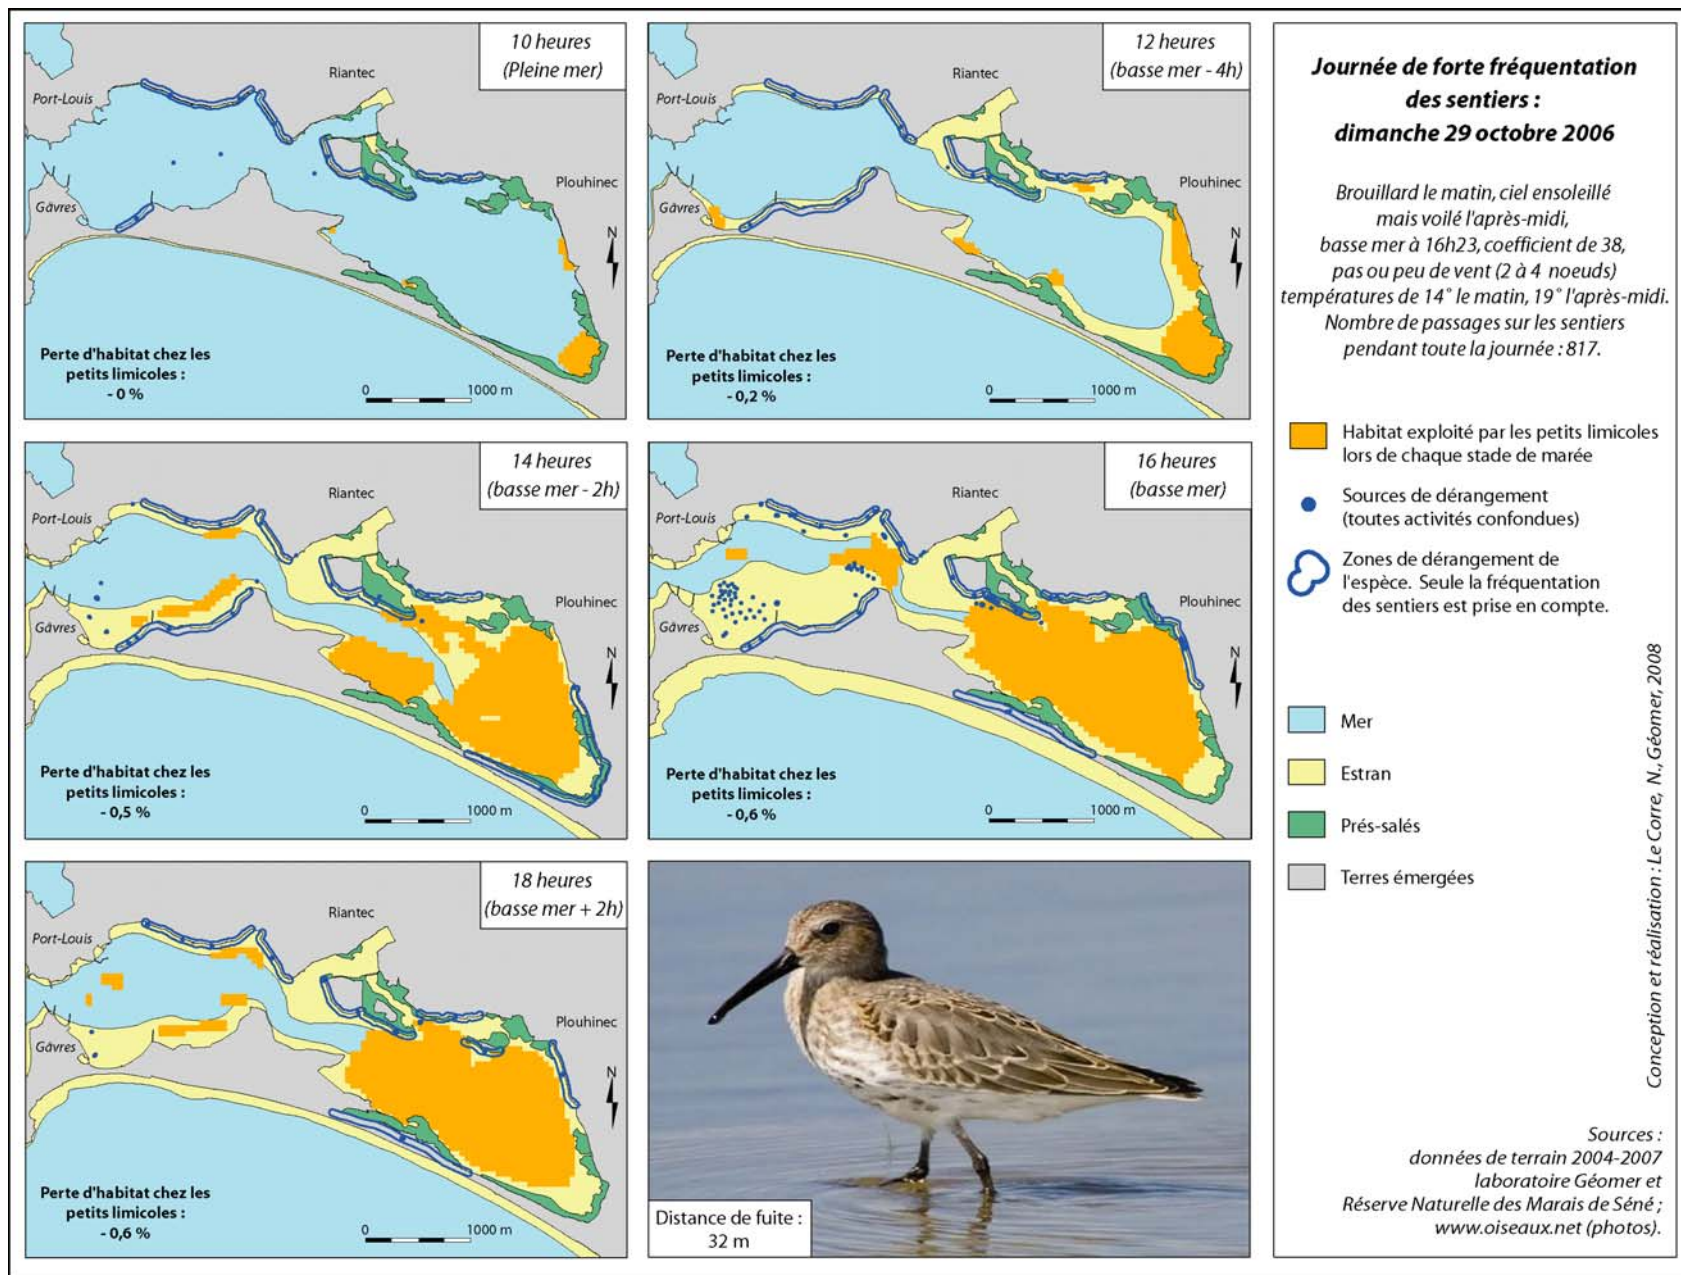 10 heures
(Pleine mer)
Riantec
Port-Louis
Plouhinec
Gâvres
N
Perte d'habitat chez les
petits limicoles :
- 0 %
0 1000 m
12 heures
(basse mer - 4h)
Riantec
Port-Louis
Plouhinec
Gâvres
N
Perte d'habitat chez les
petits limicoles :
- 0,2 %
0 1000 m
14 heures
(basse mer - 2h)
Riantec
Port-Louis
Plouhinec
Gâvres
N
Perte d'habitat chez les
petits limicoles :
- 0,5 %
0 1000 m
16 heures
(basse mer)
Riantec
Port-Louis
Plouhinec
Gâvres
N
Perte d'habitat chez les
petits limicoles :
- 0,6 %
0 1000 m
18 heures
(basse mer + 2h)
Riantec
Port-Louis
Plouhinec
Gâvres
N
Perte d'habitat chez les
petits limicoles :
- 0,6 %
0 1000 m
Distance de fuite :
32 m
Journée de forte fréquentation
des sentiers :
dimanche 29 octobre 2006
Brouillard le matin, ciel ensoleillé
mais voilé l'après-midi,
basse mer à 16h23, coefficient de 38,
pas ou peu de vent (2 à 4 noeuds)
températures de 14° le matin, 19° l'après-midi.
Nombre de passages sur les sentiers
pendant toute la journée : 817.
Habitat exploité par les petits limicoles
lors de chaque stade de marée
Sources de dérangement
(toutes activités confondues)
Zones de dérangement de
l'espèce. Seule la fréquentation
des sentiers est prise en compte.
Mer
Estran
Prés-salés
Terres émergées
Conception et réalisation : Le Corre, N., Géomer, 2008
Sources :
données de terrain 2004-2007
laboratoire Géomer et
Réserve Naturelle des Marais de Séné ;
www.oiseaux.net (photos).